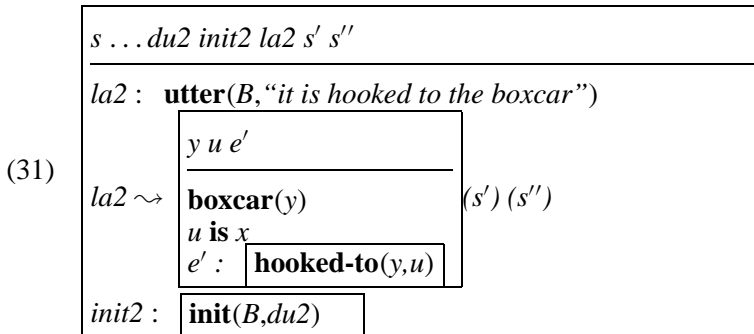 s . . . du2 init2 la2 s′ s′′
la2 : utter(B,“it is hooked to the boxcar”)
y u e′
(31)
la2 ⇝ boxcar(y) (s′) (s′′)
u is x
e′ : hooked-to(y,u)
init2 : init(B,du2)